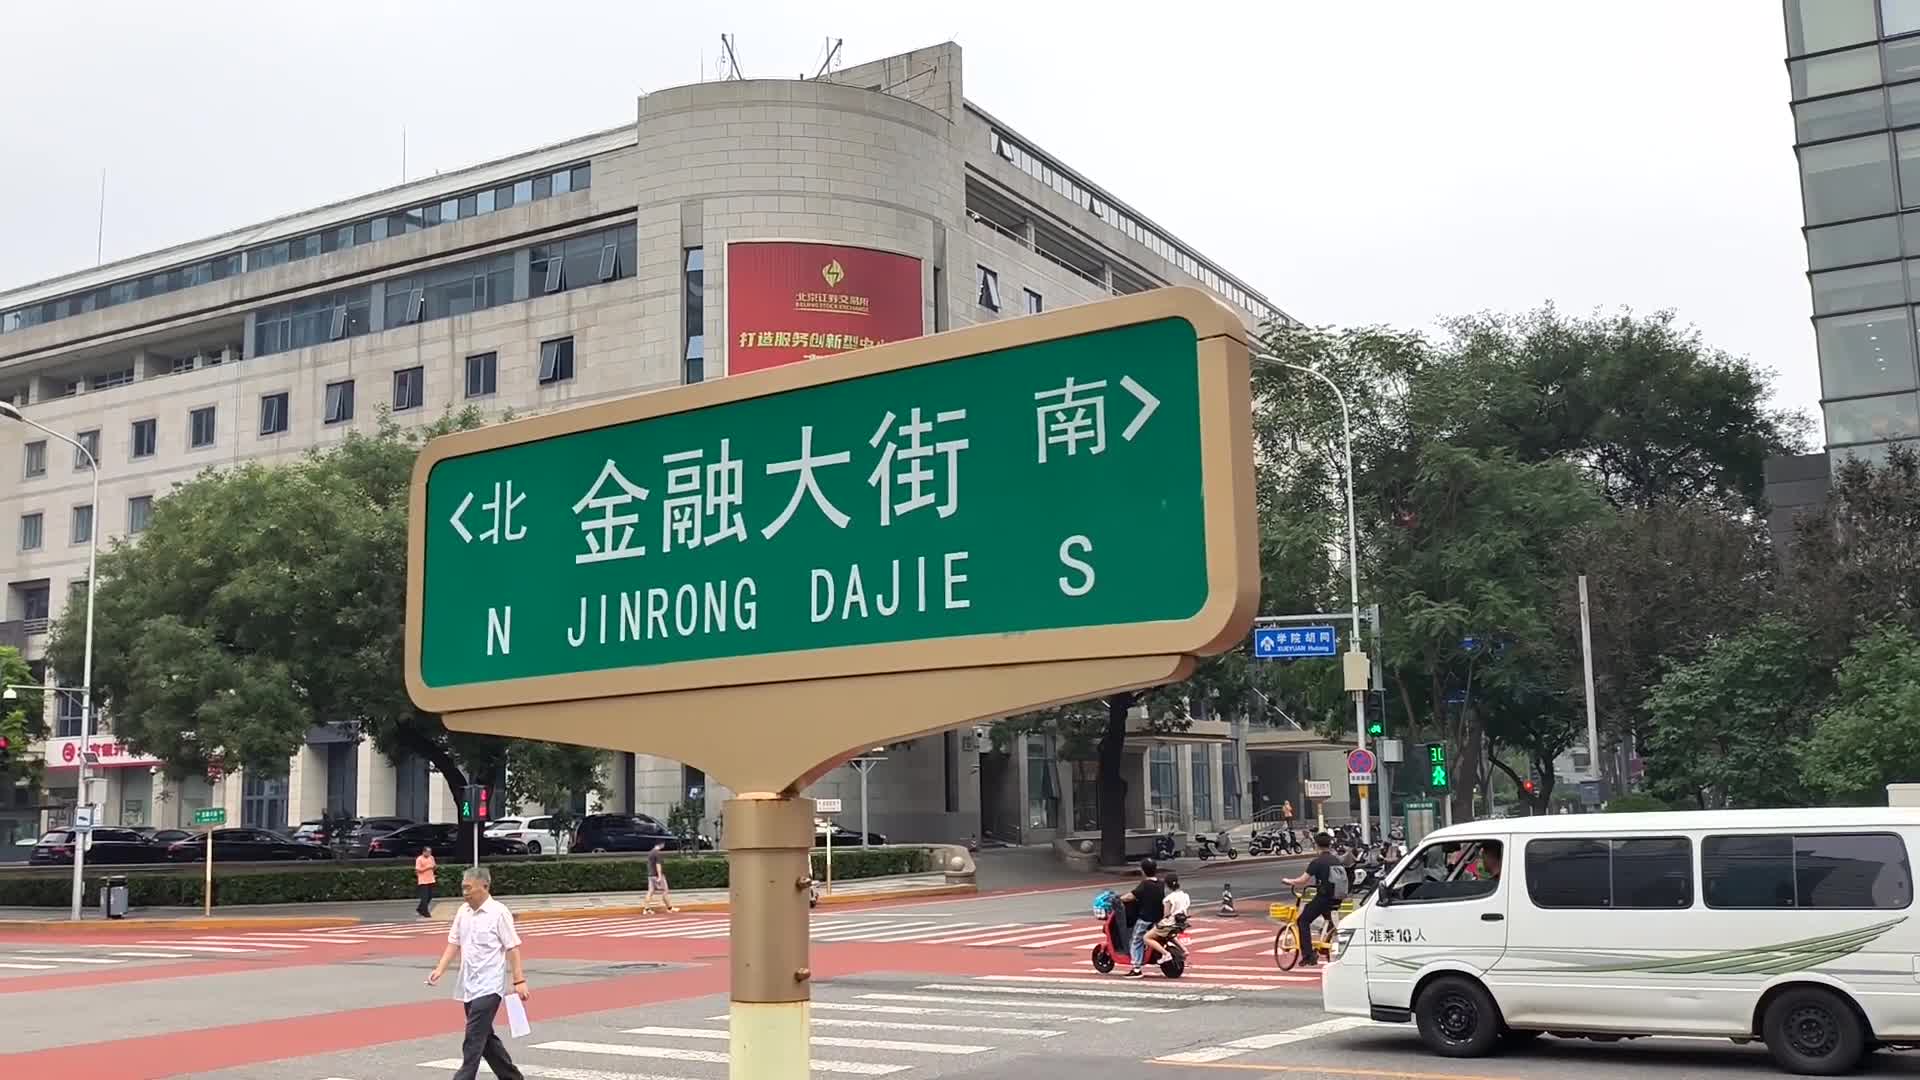 北京证券交易所
BEIJING STOCK EXCHANGE
打造服务创新型中小
<北 金融大街 南>
N JINRONG DAJIE S
学院胡同
XUEYUAN Hutong
准乘10人
30